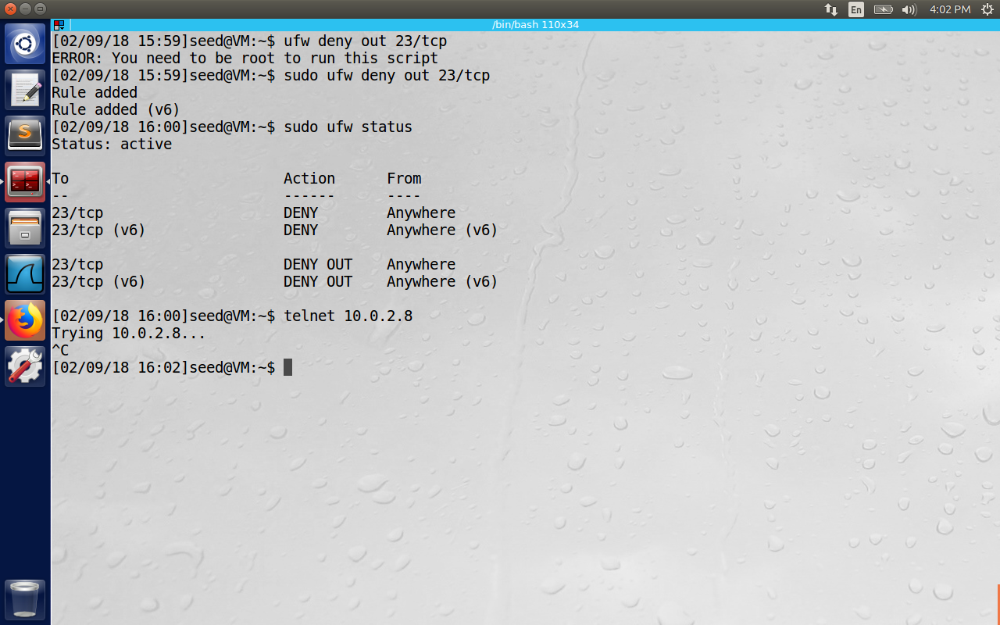 En 4:02 PM
/bin/bash 110x34
[02/09/18 15:59]seed@VM:~$ ufw deny out 23/tcp
ERROR: You need to be root to run this script
[02/09/18 15:59]seed@VM:~$ sudo ufw deny out 23/tcp
Rule added
Rule added (v6)
[02/09/18 16:00]seed@VM:~$ sudo ufw status
Status: active
To                         Action      From
--                         ------      ----
23/tcp                     DENY        Anywhere
23/tcp (v6)                DENY        Anywhere (v6)
23/tcp                     DENY OUT    Anywhere
23/tcp (v6)                DENY OUT    Anywhere (v6)
[02/09/18 16:00]seed@VM:~$ telnet 10.0.2.8
Trying 10.0.2.8...
^C
[02/09/18 16:02]seed@VM:~$